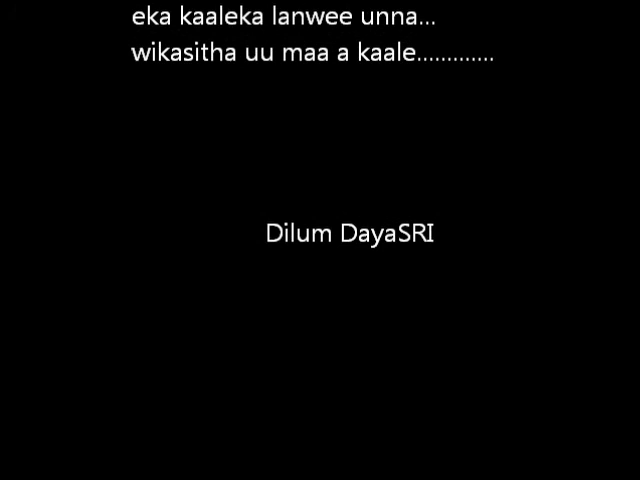 eka kaaleka lanwee unna...
wikasitha uu maa a kaale.............
Dilum DayaSRI